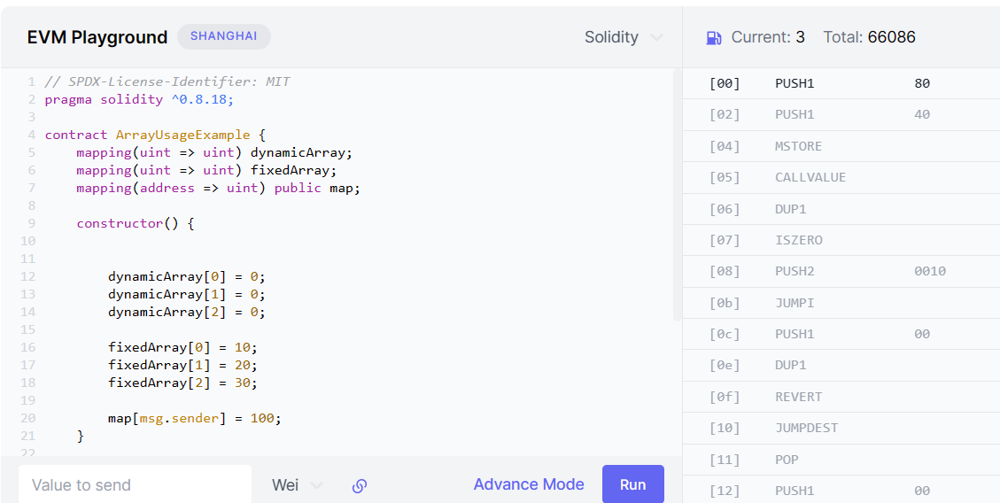 EVM Playground SHANGHAI Solidity Current: 3 Total: 66086
1 // SPDX-License-Identifier: MIT
2 pragma solidity ^0.8.18;
3
4 contract ArrayUsageExample {
5 mapping(uint => uint) dynamicArray;
6 mapping(uint => uint) fixedArray;
7 mapping(address => uint) public map;
8
9 constructor() {
10
11
12 dynamicArray[0] = 0;
13 dynamicArray[1] = 0;
14 dynamicArray[2] = 0;
15
16 fixedArray[0] = 10;
17 fixedArray[1] = 20;
18 fixedArray[2] = 30;
19
20 map[msg.sender] = 100;
21 }
22
Value to send Wei Advance Mode Run
[00] PUSH1 80
[02] PUSH1 40
[04] MSTORE
[05] CALLVALUE
[06] DUP1
[07] ISZERO
[08] PUSH2 0010
[0b] JUMPI
[0c] PUSH1 00
[0e] DUP1
[0f] REVERT
[10] JUMPDEST
[11] POP
[12] PUSH1 00